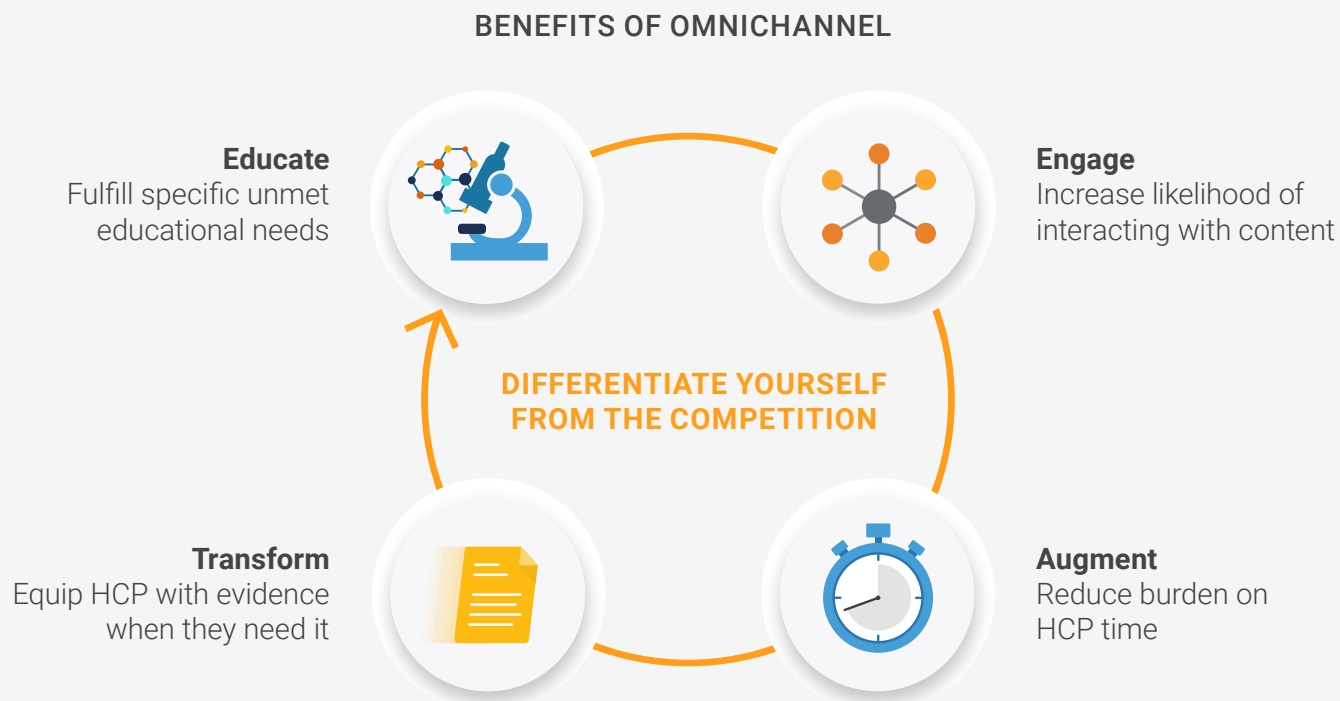 BENEFITS OF OMNICHANNEL
Educate
Fulfill specific unmet
educational needs
Engage
Increase likelihood of
interacting with content
DIFFERENTIATE YOURSELF
FROM THE COMPETITION
Transform
Equip HCP with evidence
when they need it
Augment
Reduce burden on
HCP time